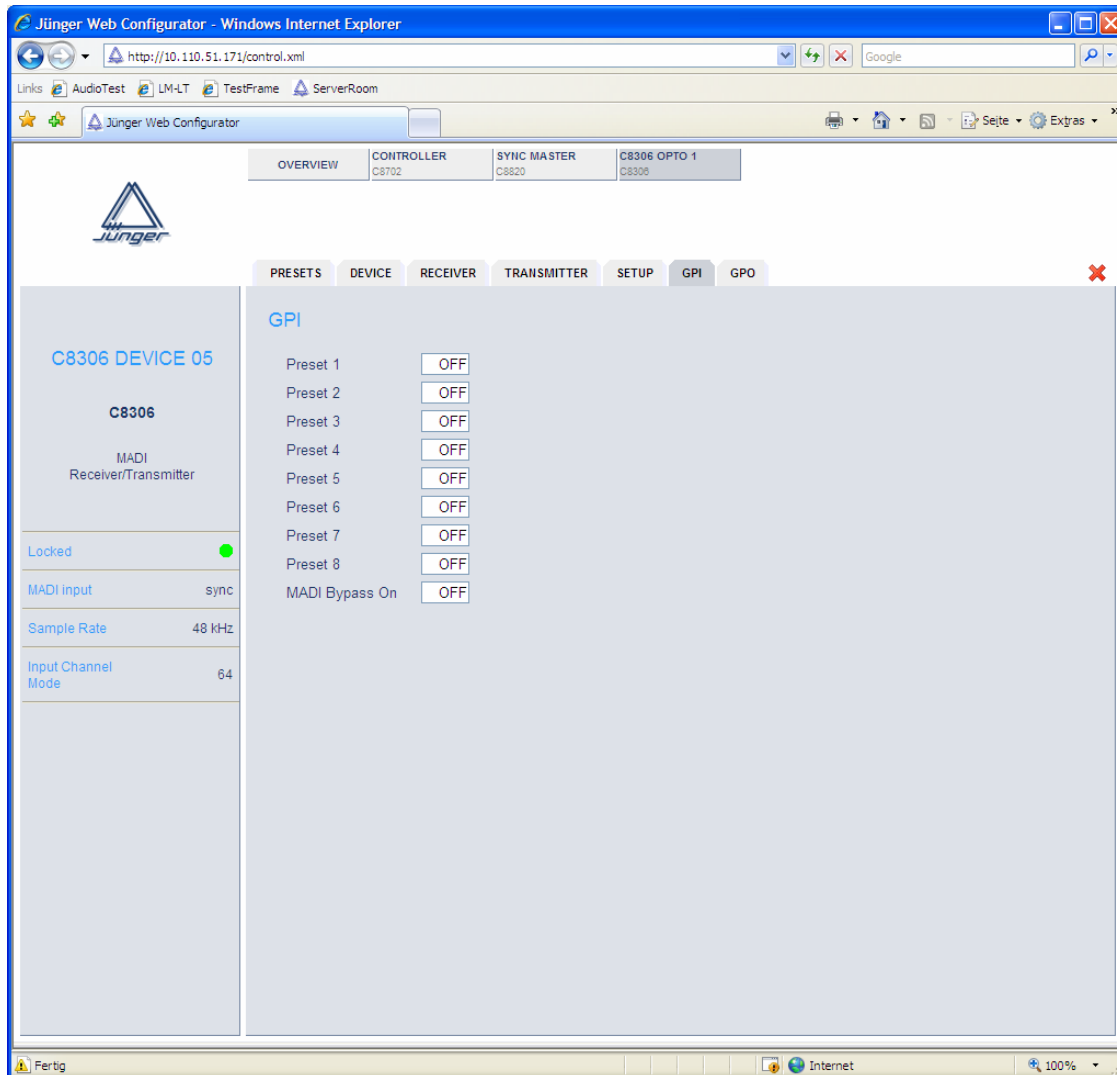 Jünger Web Configurator - Windows Internet Explorer
http://10.110.51.171/control.xml
Google
Links AudioTest LM-LT TestFrame ServerRoom
Jünger Web Configurator
Seite Extras
OVERVIEW
CONTROLLER
C8702
SYNC MASTER
C8820
C8306 OPTO 1
C8306
Jünger
PRESETS DEVICE RECEIVER TRANSMITTER SETUP GPI GPO
C8306 DEVICE 05
C8306
MADI
Receiver/Transmitter
Locked
MADI input sync
Sample Rate 48 kHz
Input Channel
Mode 64
GPI
Preset 1 OFF
Preset 2 OFF
Preset 3 OFF
Preset 4 OFF
Preset 5 OFF
Preset 6 OFF
Preset 7 OFF
Preset 8 OFF
MADI Bypass On OFF
Fertig Internet 100%